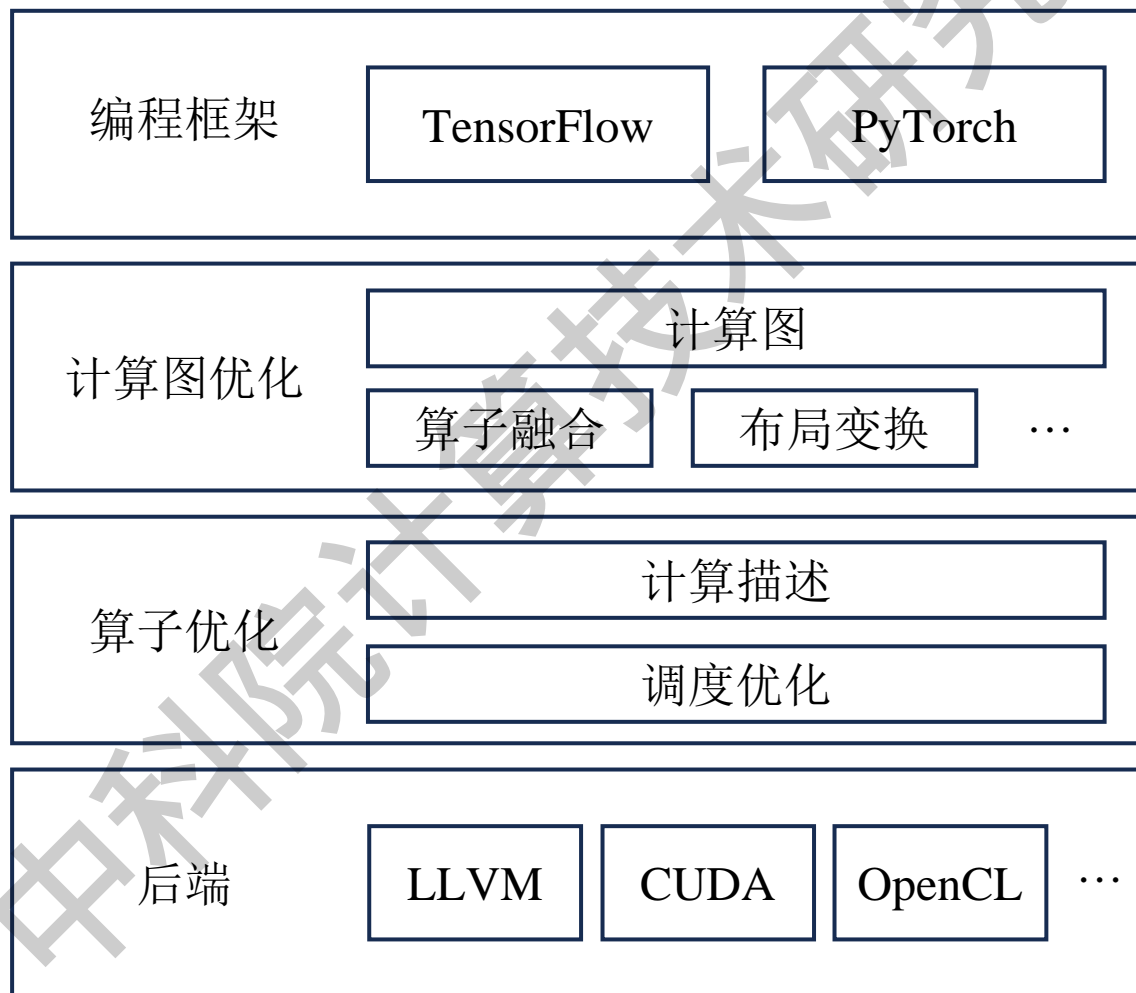 编程框架
TensorFlow
PyTorch
计算图优化
计算图
算子融合
布局变换
…
算子优化
计算描述
调度优化
后端
LLVM
CUDA
OpenCL
…
中科院计算技术研究